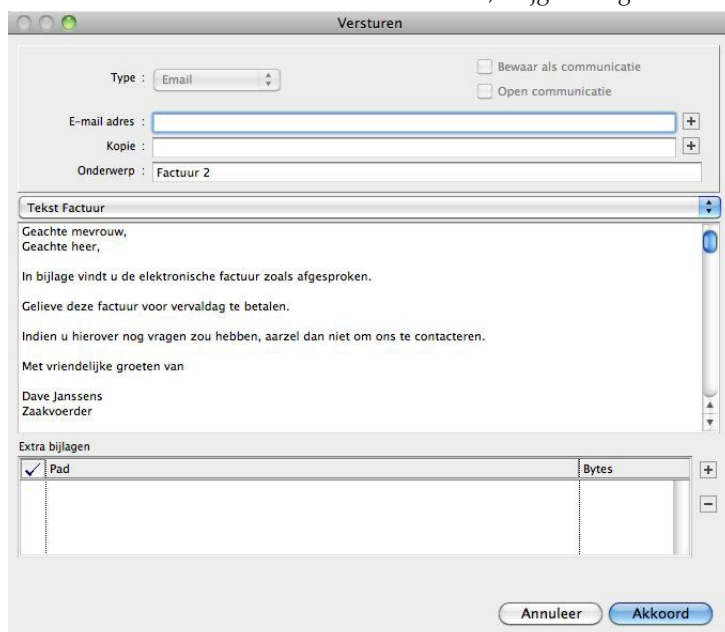 Versturen
Type : Email
Bewaar als communicatie
Open communicatie
E-mail adres :
Kopie :
Onderwerp : Factuur 2
Tekst Factuur
Geachte mevrouw,
Geachte heer,
In bijlage vindt u de elektronische factuur zoals afgesproken.
Gelieve deze factuur voor vervaldag te betalen.
Indien u hierover nog vragen zou hebben, aarzel dan niet om ons te contacteren.
Met vriendelijke groeten van
Dave Janssens
Zaakvoerder
Extra bijlagen
Pad Bytes
Annuleer Akkoord